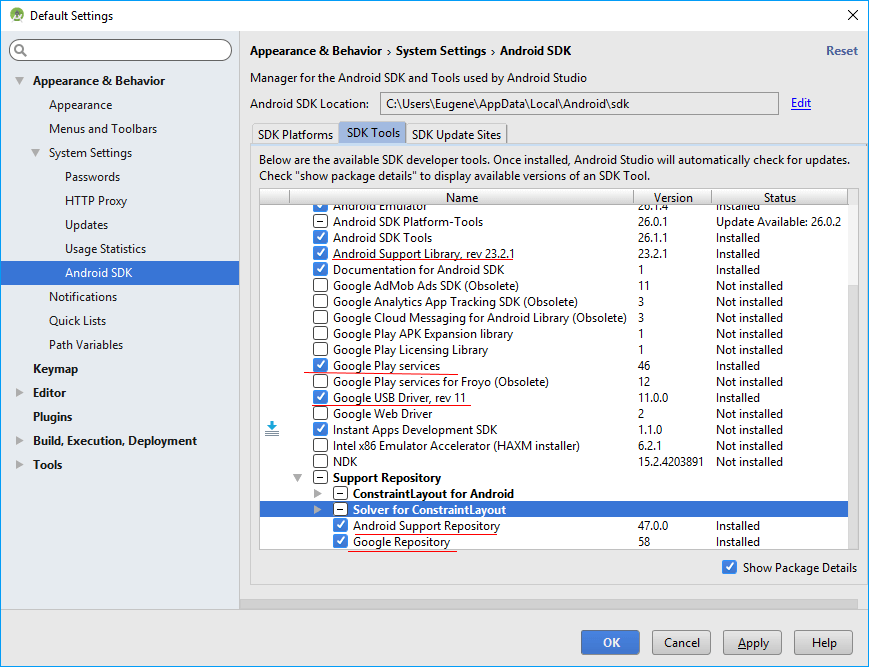 Default Settings
Appearance & Behavior › System Settings › Android SDK
Reset
Manager for the Android SDK and Tools used by Android Studio
Android SDK Location: C:\Users\Eugene\AppData\Local\Android\sdk Edit
Appearance & Behavior
Appearance
Menus and Toolbars
System Settings
Passwords
HTTP Proxy
Updates
Usage Statistics
Android SDK
Notifications
Quick Lists
Path Variables
Keymap
Editor
Plugins
Build, Execution, Deployment
Tools
SDK Platforms SDK Tools SDK Update Sites
Below are the available SDK developer tools. Once installed, Android Studio will automatically check for updates.
Check "show package details" to display available versions of an SDK Tool.
Name Version Status
Android Emulator 26.1.4 Installed
Android SDK Platform-Tools 26.0.1 Update Available: 26.0.2
Android SDK Tools 26.1.1 Installed
Android Support Library, rev 23.2.1 23.2.1 Installed
Documentation for Android SDK 1 Installed
Google AdMob Ads SDK (Obsolete) 11 Not installed
Google Analytics App Tracking SDK (Obsolete) 3 Not installed
Google Cloud Messaging for Android Library (Obsolete) 3 Not installed
Google Play APK Expansion library 1 Not installed
Google Play Licensing Library 1 Not installed
Google Play services 46 Installed
Google Play services for Froyo (Obsolete) 12 Not installed
Google USB Driver, rev 11 11.0.0 Installed
Google Web Driver 2 Not installed
Instant Apps Development SDK 1.1.0 Not installed
Intel x86 Emulator Accelerator (HAXM installer) 6.2.1 Not installed
NDK 15.2.4203891 Not installed
Support Repository
ConstraintLayout for Android
Solver for ConstraintLayout
Android Support Repository 47.0.0 Installed
Google Repository 58 Installed
Show Package Details
OK Cancel Apply Help